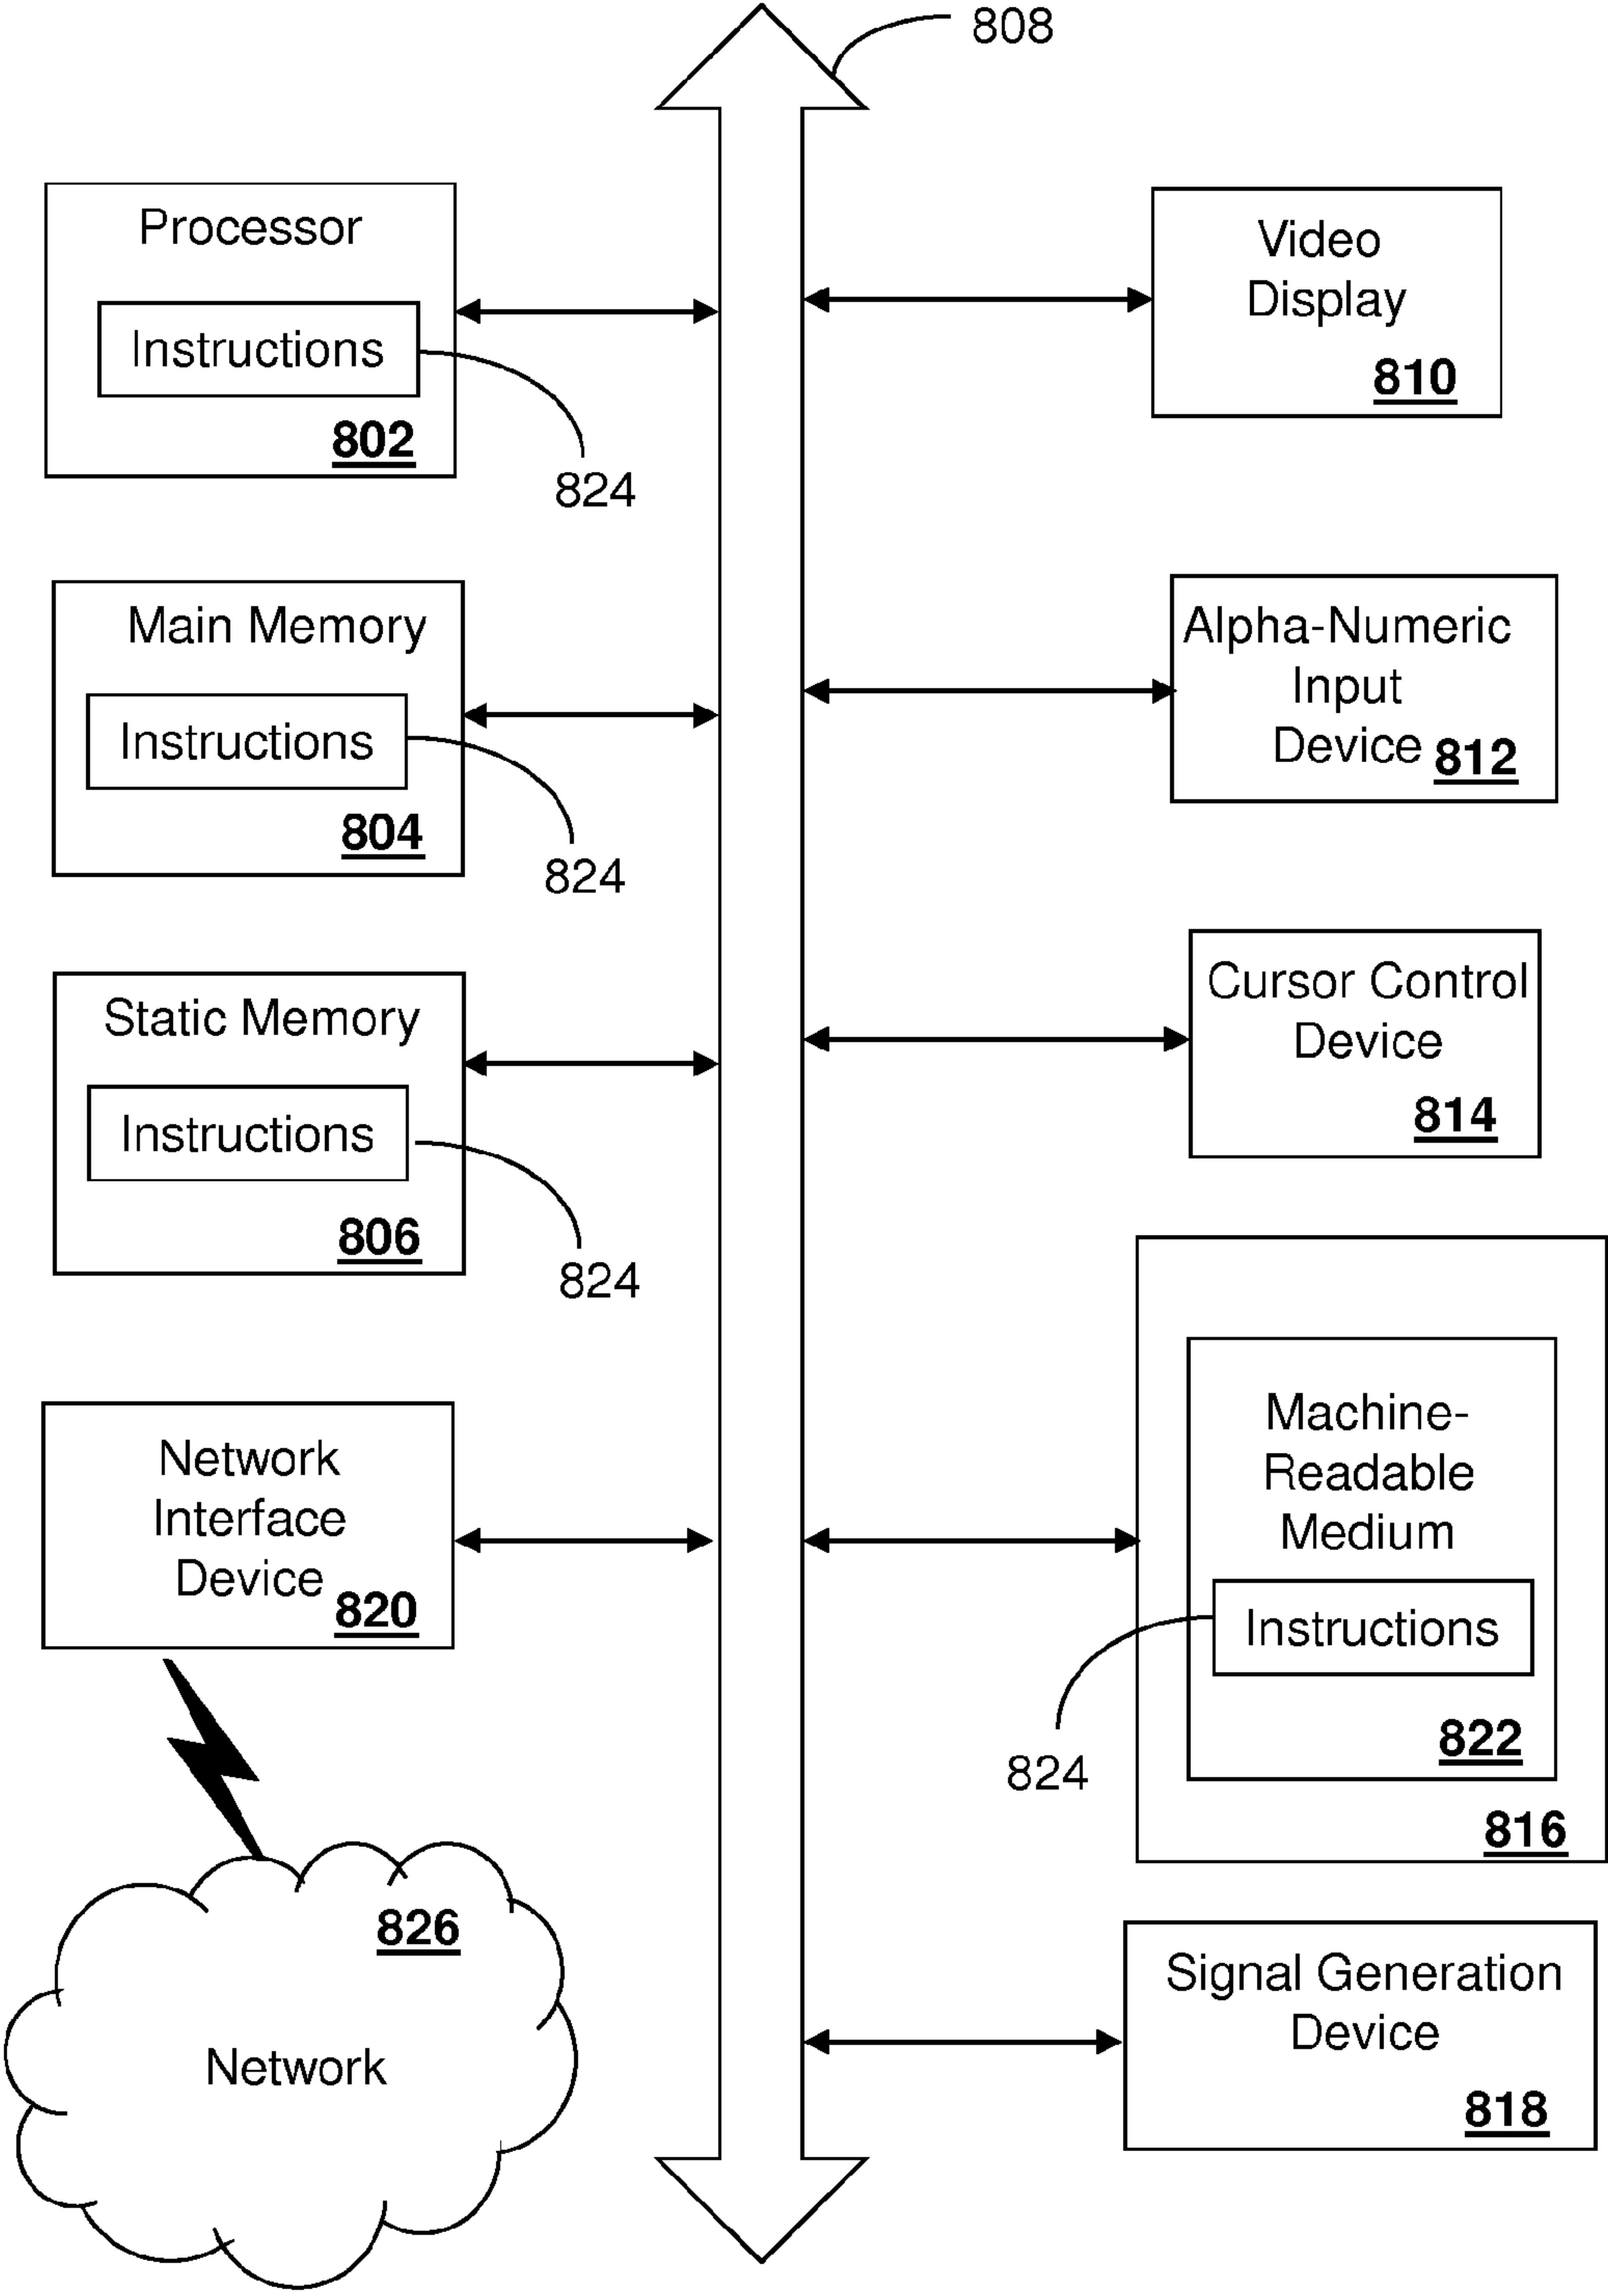 808
Processor
Instructions
802
824
Main Memory
Instructions
804
824
Static Memory
Instructions
806
824
Network
Interface
Device
820
826
Network
Video
Display
810
Alpha-Numeric
Input
Device 812
Cursor Control
Device
814
Machine-
Readable
Medium
Instructions
822
824
816
Signal Generation
Device
818